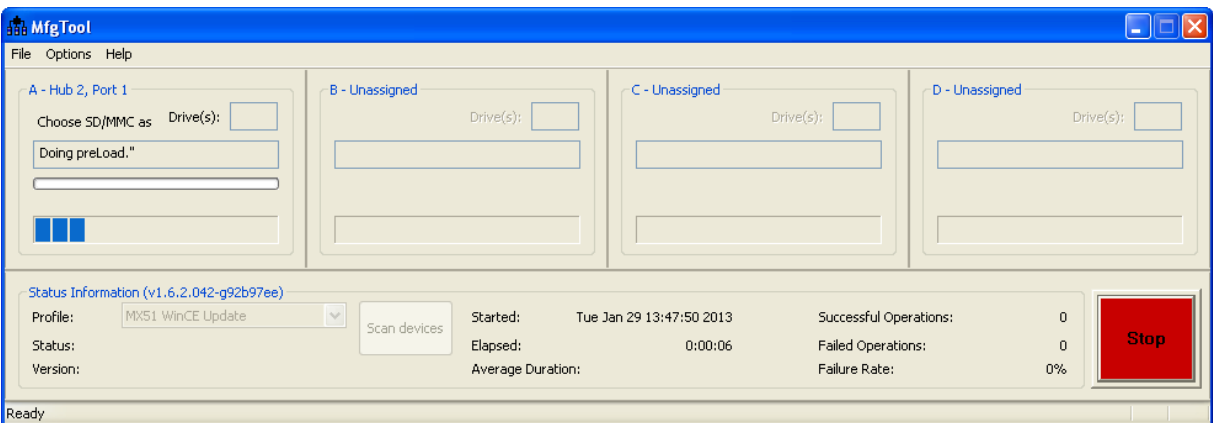 MfgTool
File Options Help
A - Hub 2, Port 1
Choose SD/MMC as Drive(s):
Doing preLoad."
B - Unassigned
Drive(s):
C - Unassigned
Drive(s):
D - Unassigned
Drive(s):
Status Information (v1.6.2.042-g92b97ee)
Profile: MX51 WinCE Update
Status:
Version:
Scan devices
Started: Tue Jan 29 13:47:50 2013
Elapsed: 0:00:06
Average Duration:
Successful Operations: 0
Failed Operations: 0
Failure Rate: 0%
Stop
Ready